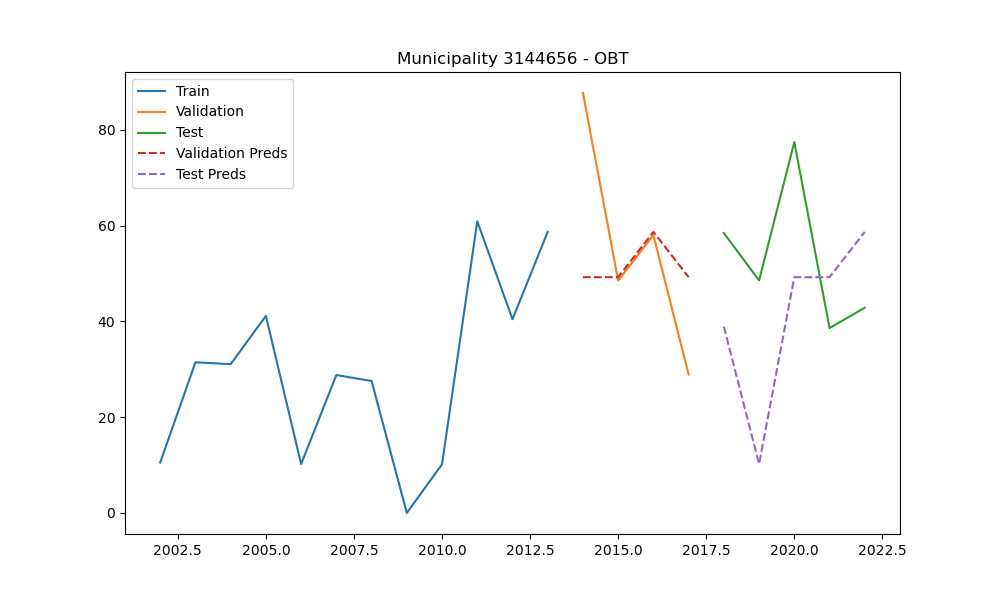 Municipality 3144656 - OBT
Train
Validation
Test
Validation Preds
Test Preds
80
60
40
20
0
2002.5 2005.0 2007.5 2010.0 2012.5 2015.0 2017.5 2020.0 2022.5